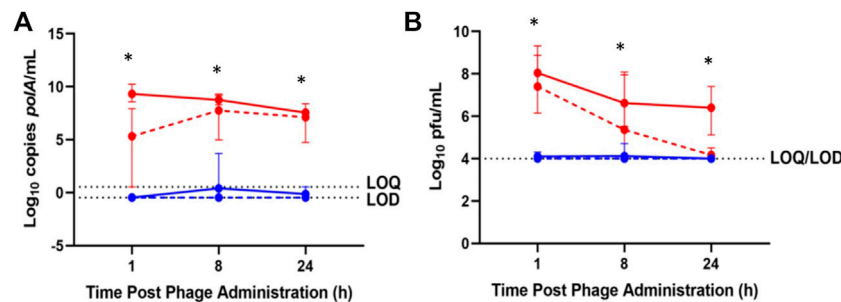 A
Log10 copies polA/mL
15
10
5
0
-5
*
*
*
LOQ
LOD
1
8
24
Time Post Phage Administration (h)
B
Log10 pfu/mL
10
8
6
4
2
0
*
*
*
LOQ/LOD
1
8
24
Time Post Phage Administration (h)